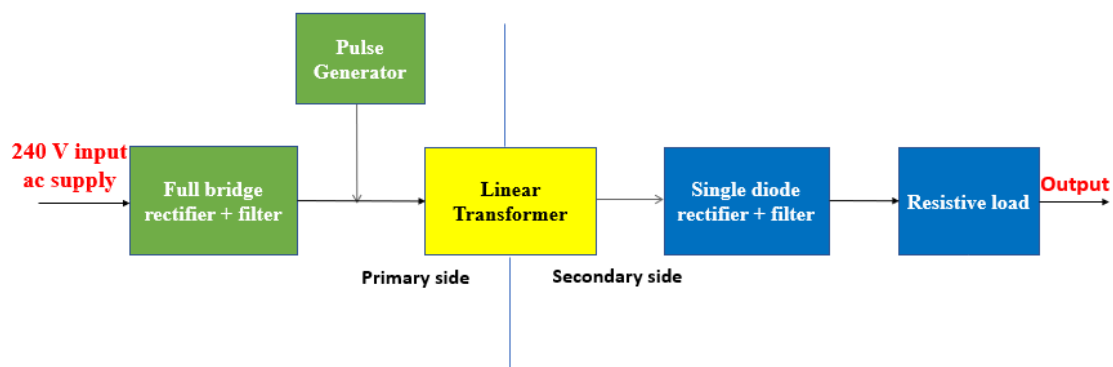 Pulse
Generator
240 V input
ac supply
Full bridge
rectifier + filter
Linear
Transformer
Single diode
rectifier + filter
Resistive load
Output
Primary side
Secondary side